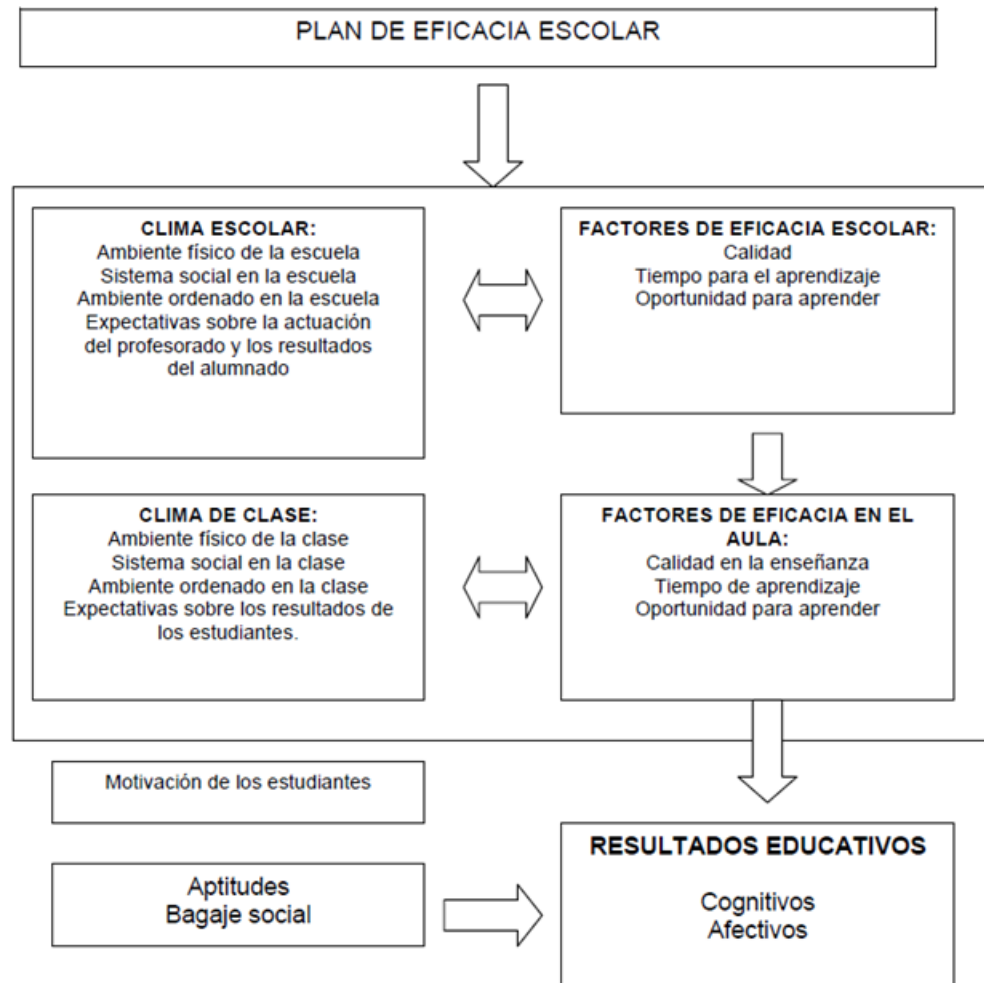 PLAN DE EFICACIA ESCOLAR
CLIMA ESCOLAR:
Ambiente físico de la escuela
Sistema social en la escuela
Ambiente ordenado en la escuela
Expectativas sobre la actuación
del profesorado y los resultados
del alumnado
FACTORES DE EFICACIA ESCOLAR:
Calidad
Tiempo para el aprendizaje
Oportunidad para aprender
CLIMA DE CLASE:
Ambiente físico de la clase
Sistema social en la clase
Ambiente ordenado en la clase
Expectativas sobre los resultados de
los estudiantes.
FACTORES DE EFICACIA EN EL
AULA:
Calidad en la enseñanza
Tiempo de aprendizaje
Oportunidad para aprender
Motivación de los estudiantes
Aptitudes
Bagaje social
RESULTADOS EDUCATIVOS
Cognitivos
Afectivos